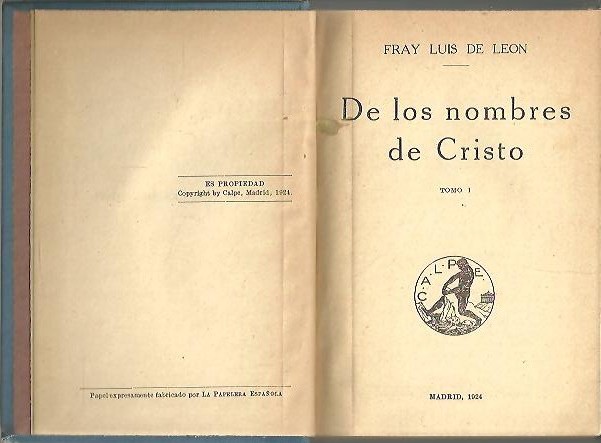 ES PROPIEDAD
Copyright by Calpe, Madrid, 1924.
Papel expresamente fabricado por LA PAPELERA ESPAÑOLA
FRAY LUIS DE LEON
De los nombres
de Cristo
TOMO I
C·A·L·P·E
MADRID, 1924